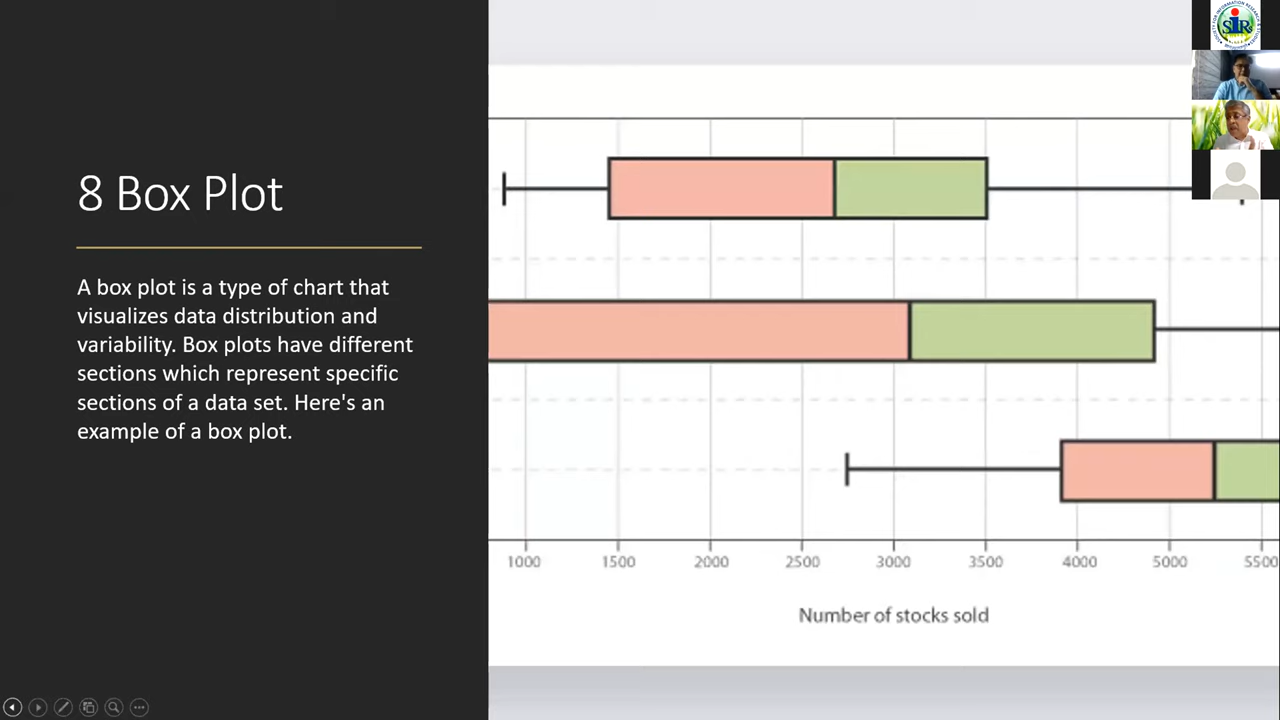 8 Box Plot
A box plot is a type of chart that
visualizes data distribution and
variability. Box plots have different
sections which represent specific
sections of a data set. Here's an
example of a box plot.
1000 1500 2000 2500 3000 3500 4000 5000 5500
Number of stocks sold